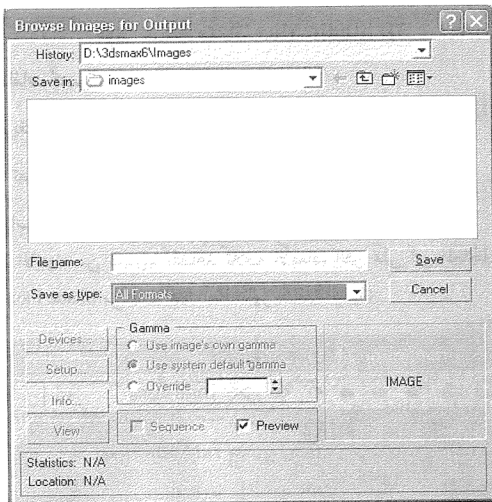 Browse Images for Output
History: D:\3dsmax6\Images
Save in: images
File name:
Save
Save as type: All Formats
Cancel
Devices...
Setup...
Info...
View
Gamma
Use image's own gamma
Use system default gamma
Override
Sequence
Preview
IMAGE
Statistics: N/A
Location: N/A